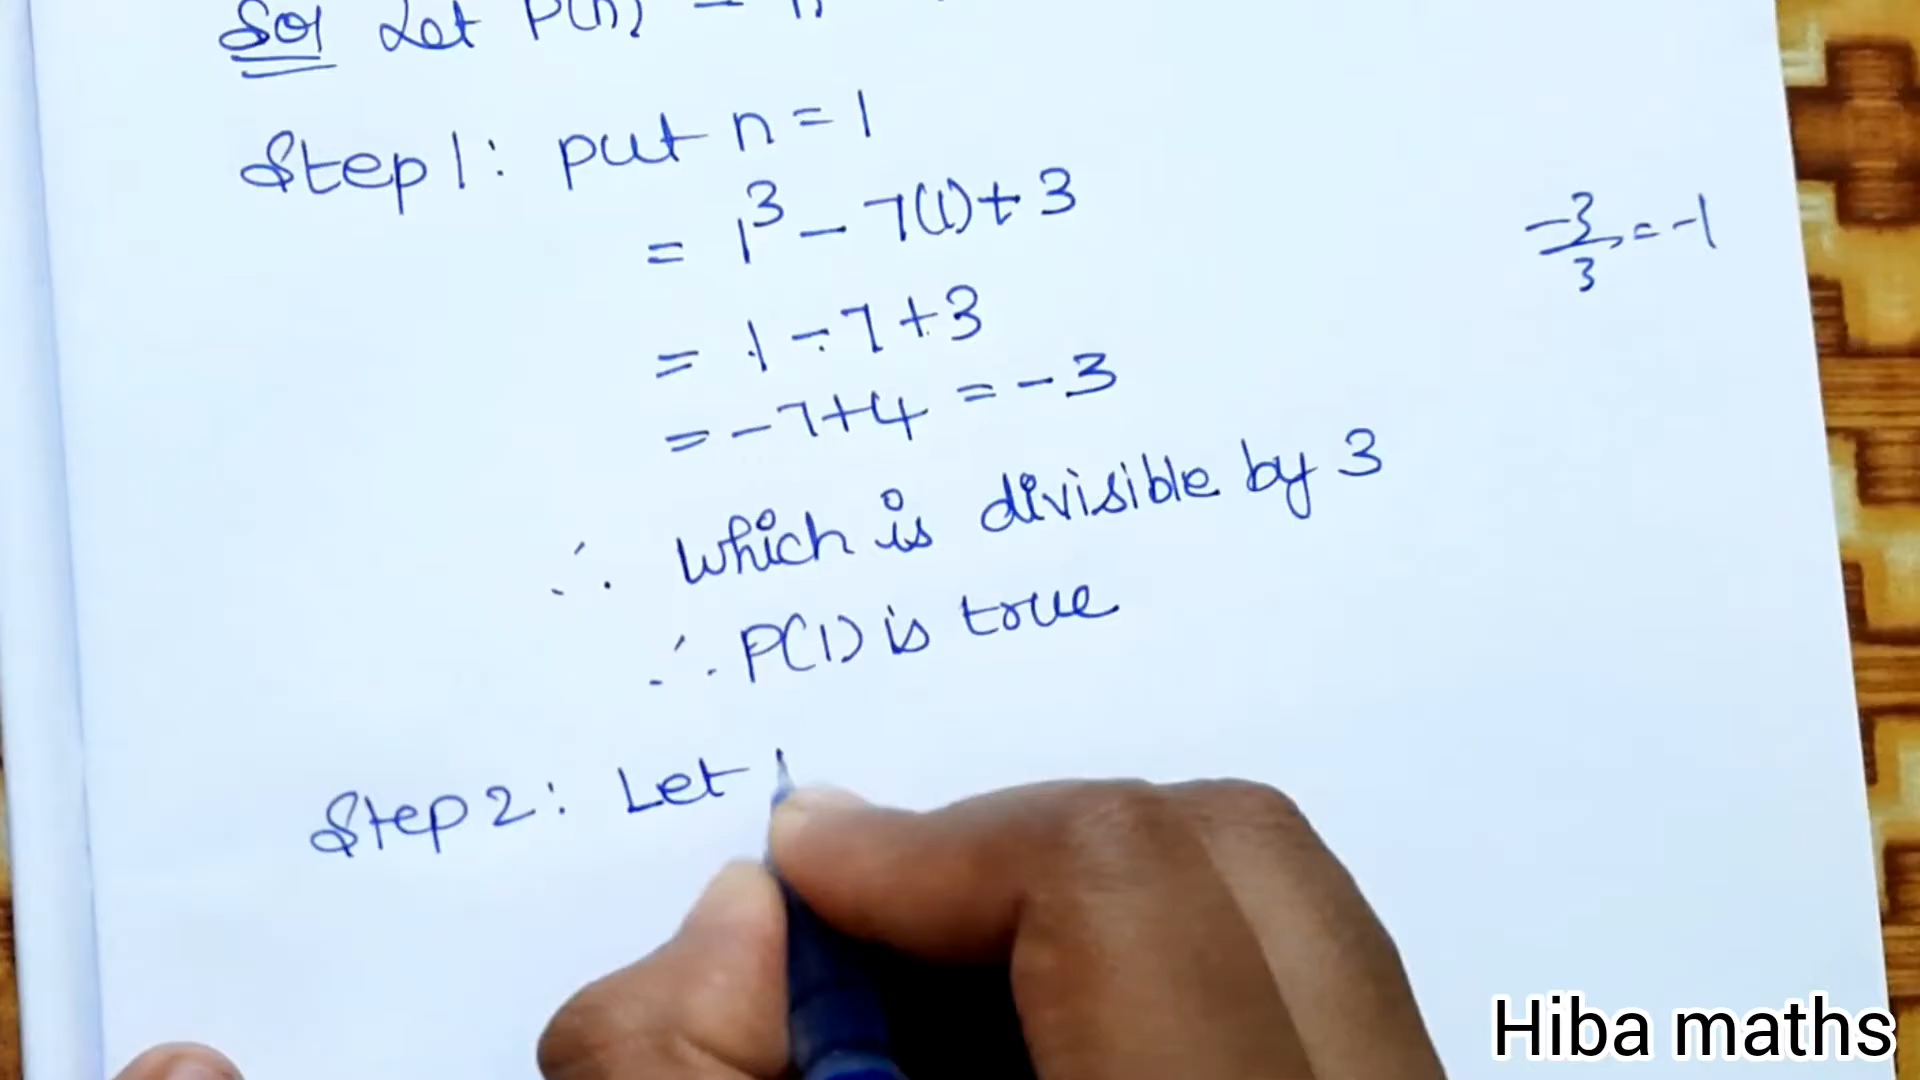 Sol Let P(n) = n
Step 1: put n = 1
= 1³ - 7(1) + 3
-3/3 = -1
= 1 - 7 + 3
= -7+4 = -3
∴ which is divisible by 3
∴ P(1) is true
Step 2: Let
Hiba maths